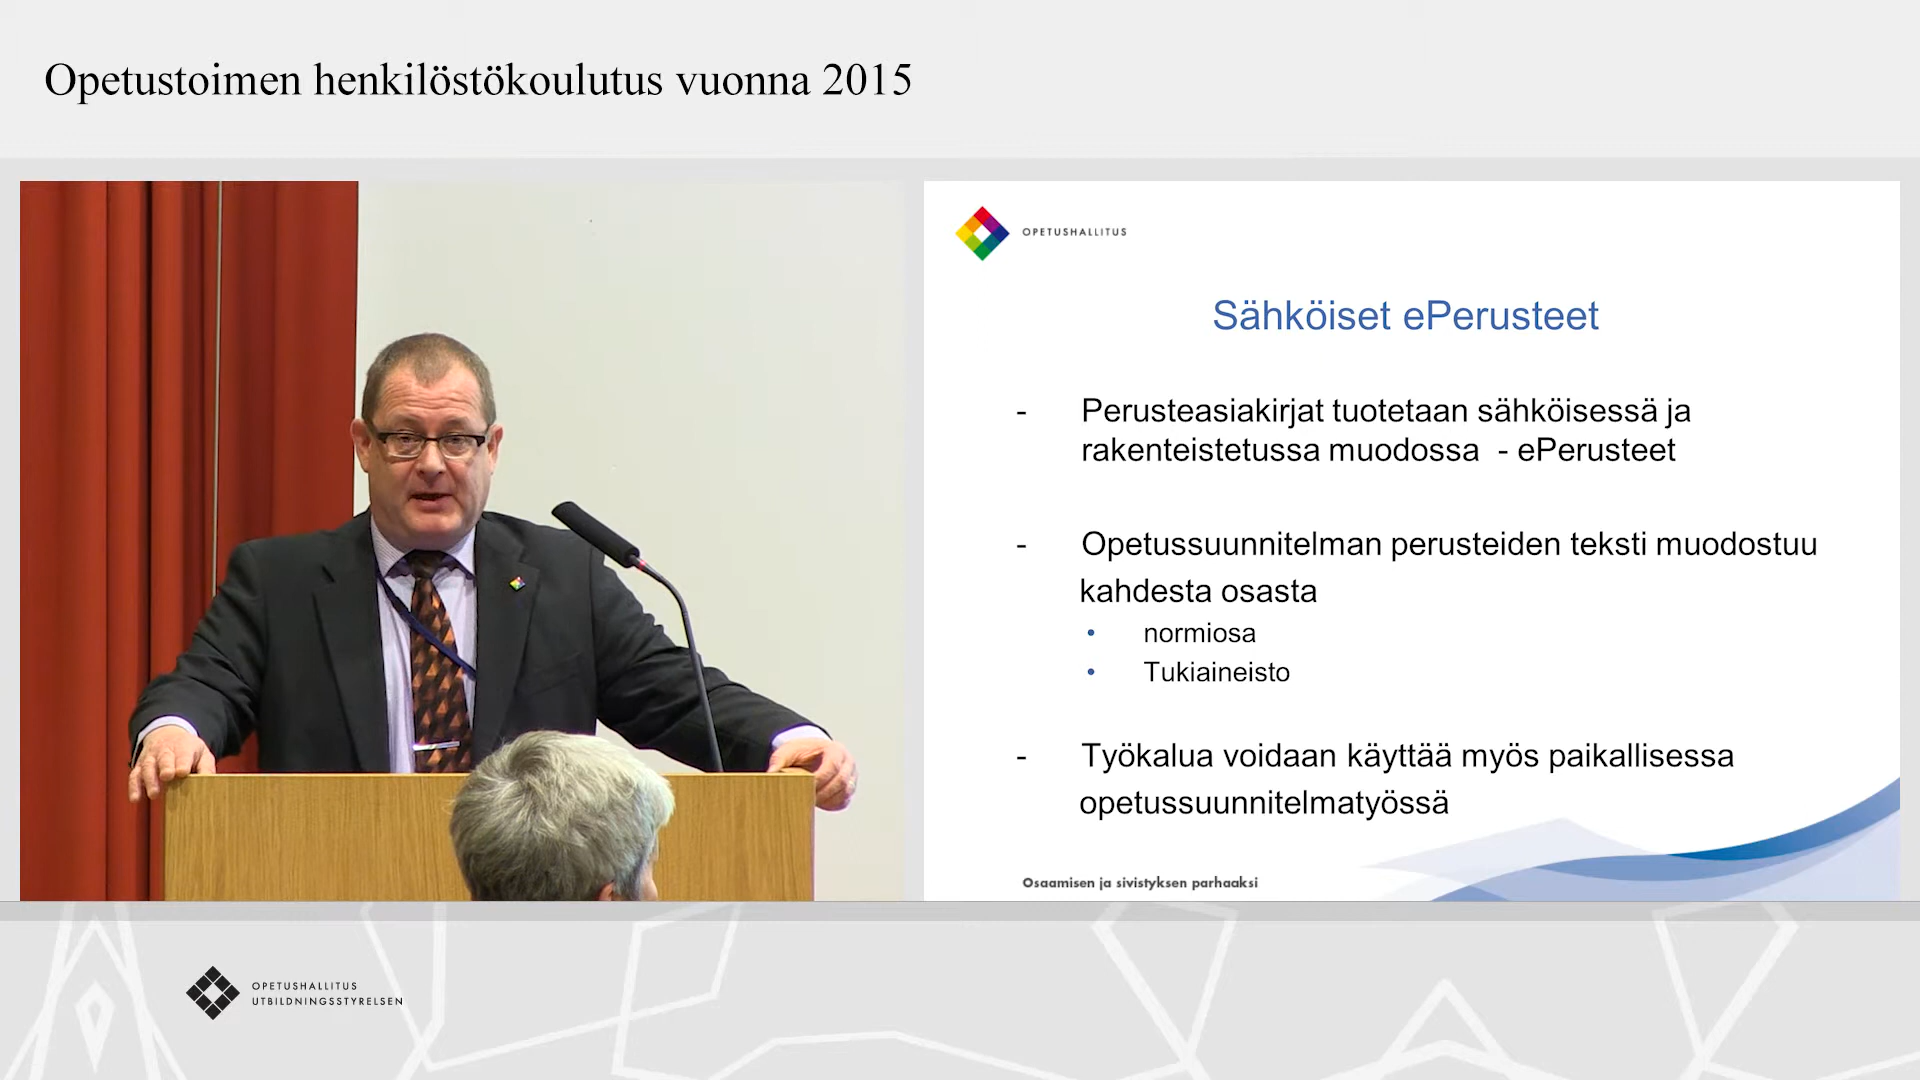 Opetustoimen henkilöstökoulutus vuonna 2015
OPETUSHALLITUS
Sähköiset ePerusteet
- Perusteasiakirjat tuotetaan sähköisessä ja
rakenteistetussa muodossa - ePerusteet
- Opetussuunnitelman perusteiden teksti muodostuu
kahdesta osasta
• normiosa
• Tukiaineisto
- Työkalua voidaan käyttää myös paikallisessa
opetussuunnitelmatyössä
Osaamisen ja sivistyksen parhaaksi
OPETUSHALLITUS
UTBILDNINGSSTYRELSEN